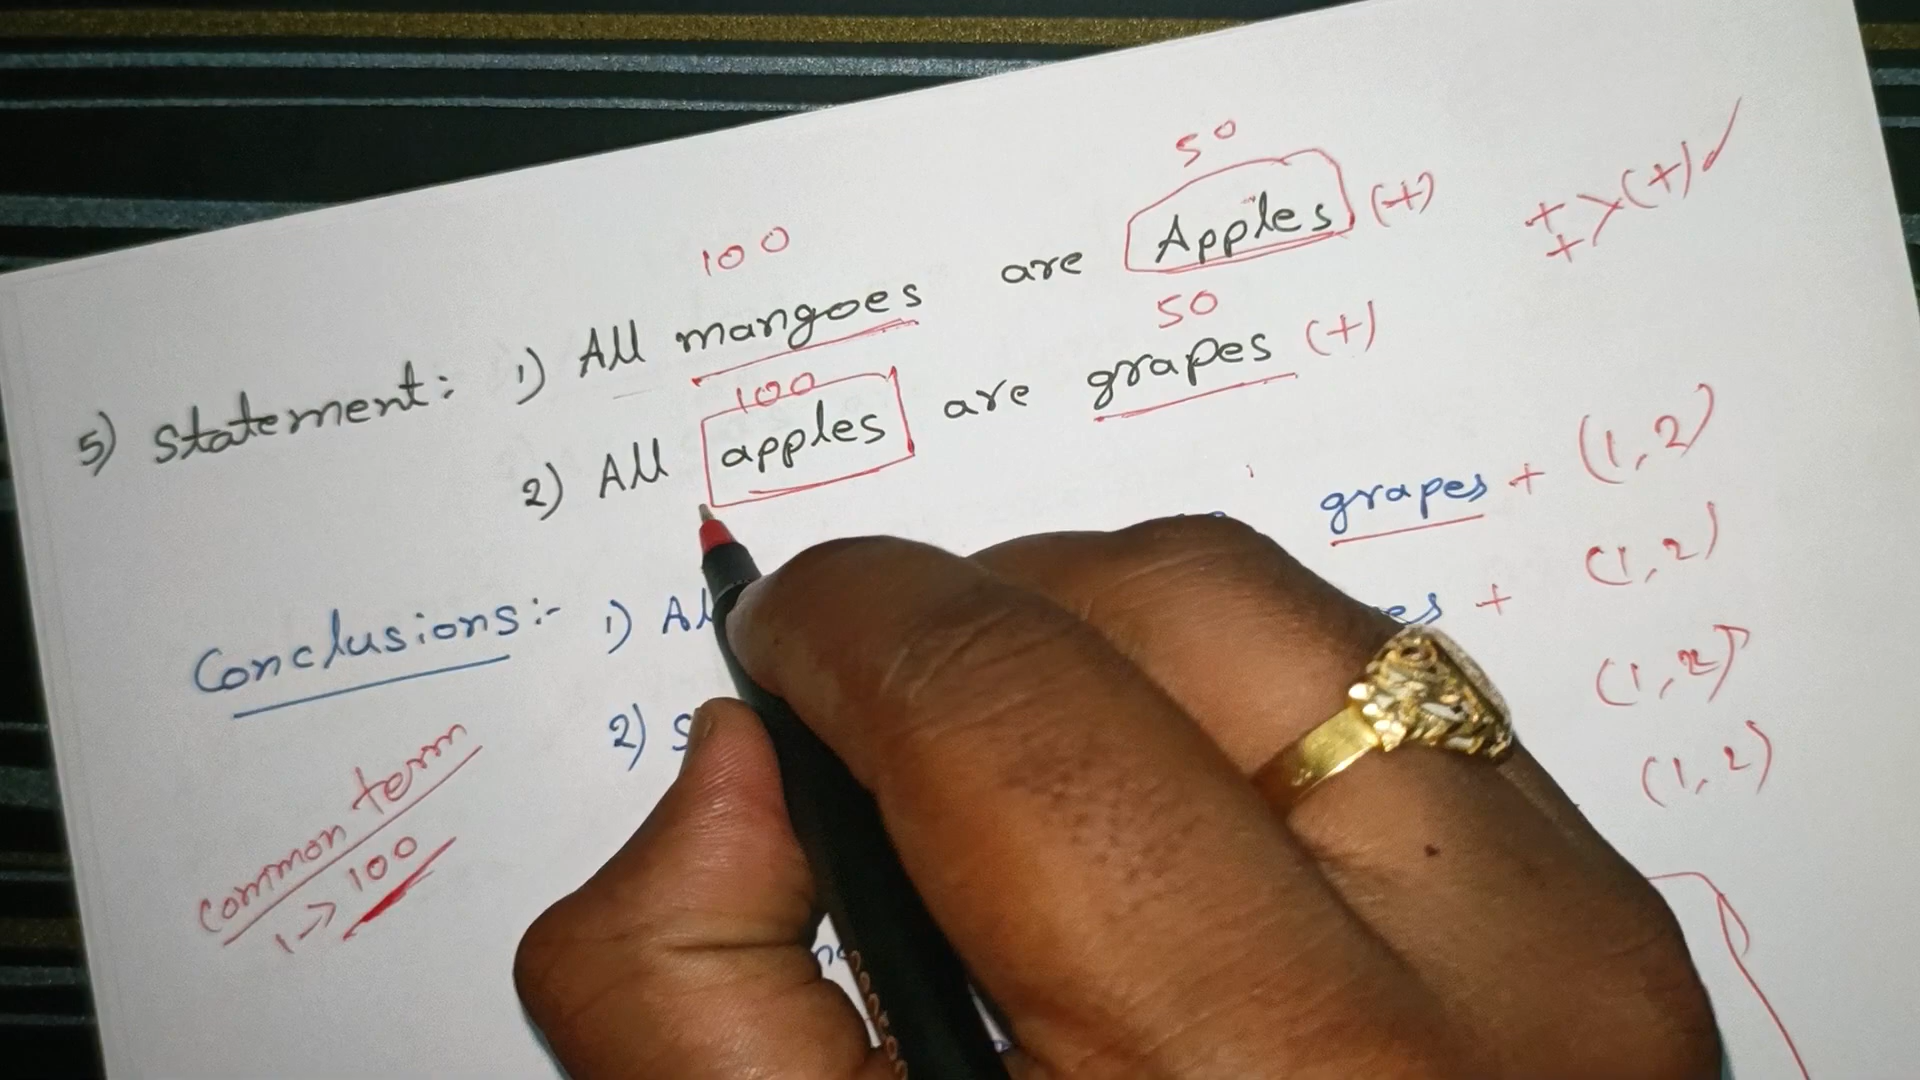 50
100
5) Statement: 1) All mangoes are Apples (+) + + > (+) ✓
100 50
2) All apples are grapes (+)
grapes + (1, 2)
Conclusions:- 1) Al + (1, 2)
2) S (1, 2)
common term (1, 2)
1 -> 100